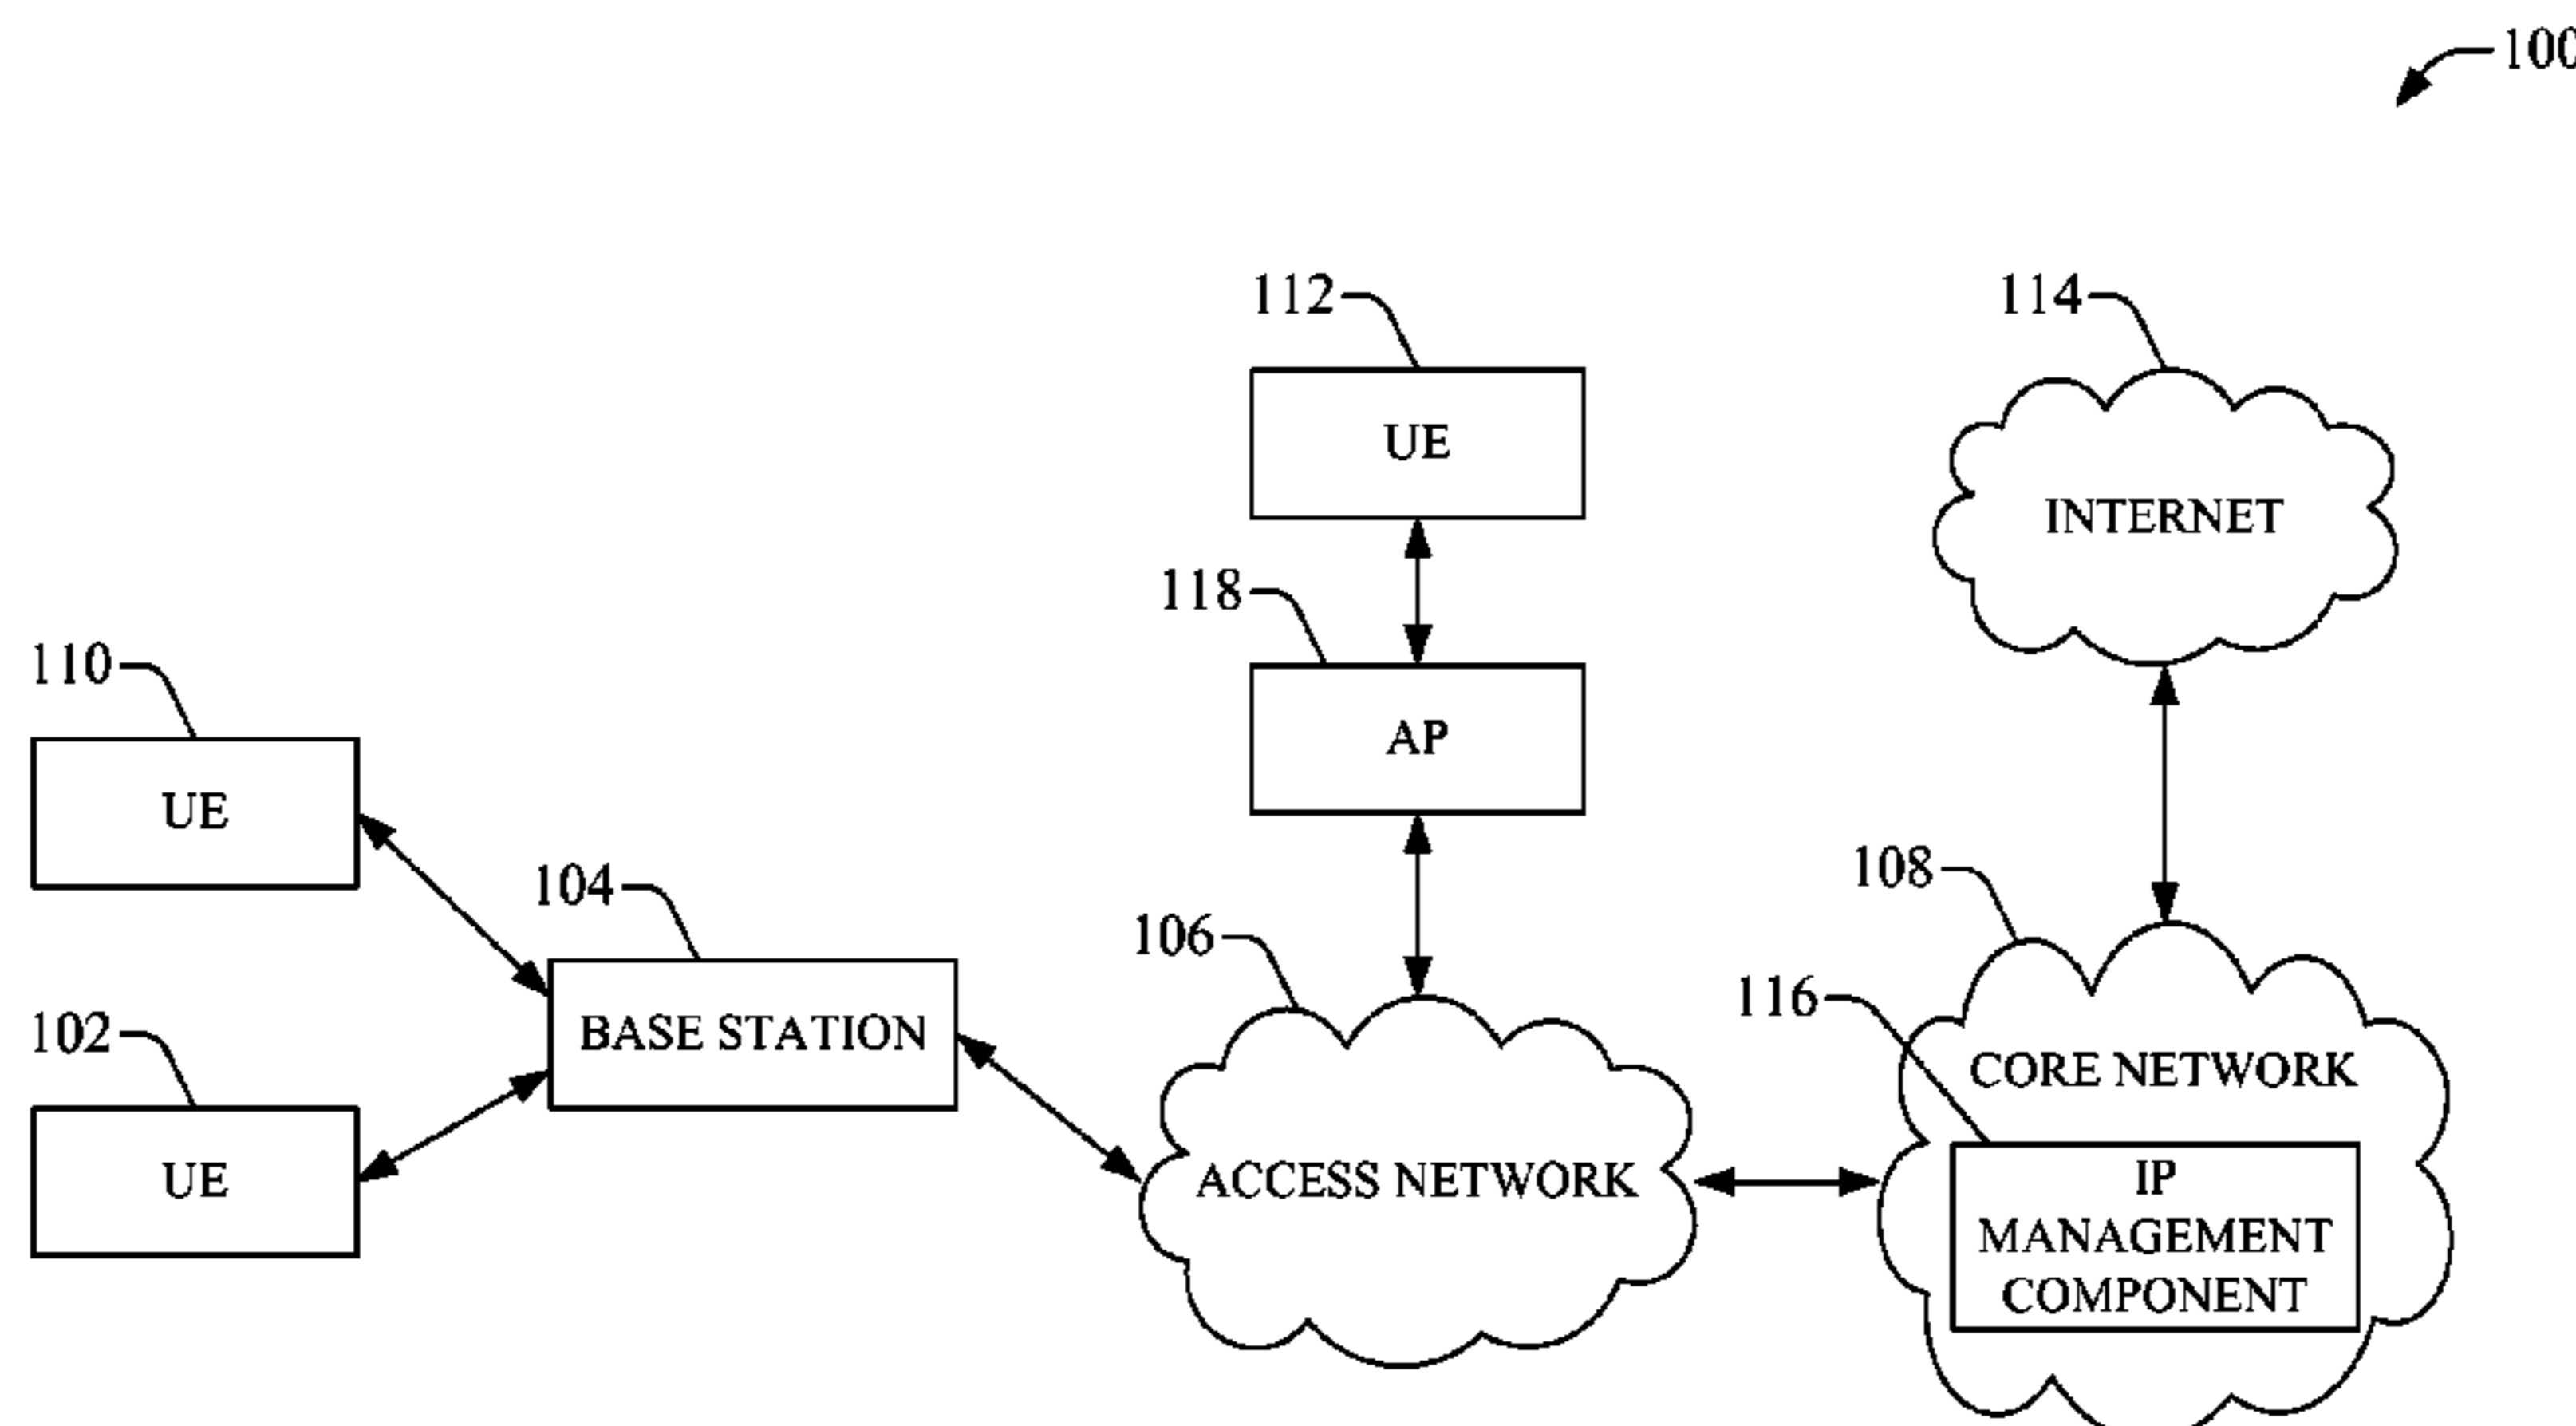 100
112
114
UE
INTERNET
118
110
AP
UE
104
108
106
116
BASE STATION
102
CORE NETWORK
UE
ACCESS NETWORK
IP
MANAGEMENT
COMPONENT